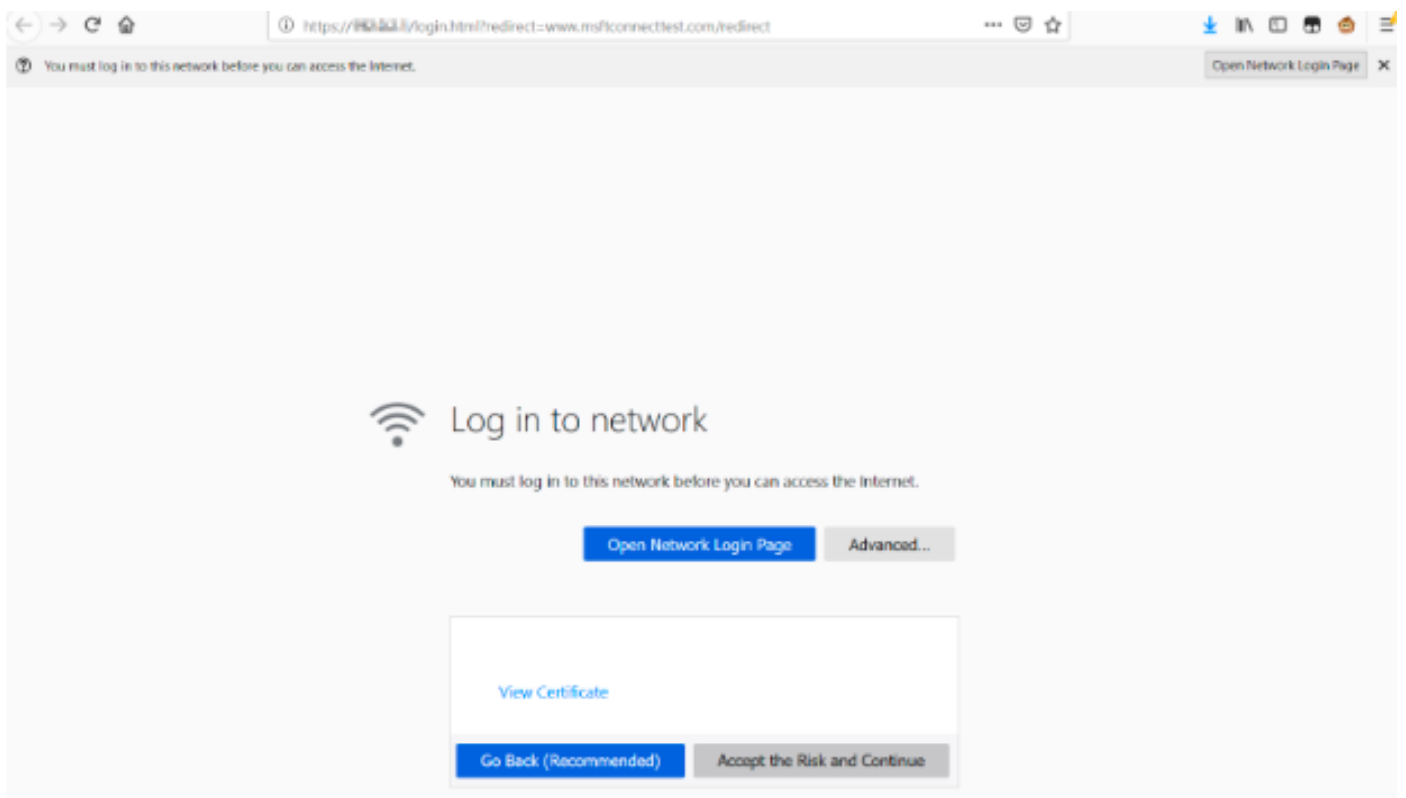 https:// /login.html?redirect=www.msftconnecttest.com/redirect
You must log in to this network before you can access the Internet.
Open Network Login Page
Log in to network
You must log in to this network before you can access the Internet.
Open Network Login Page
Advanced...
View Certificate
Go Back (Recommended)
Accept the Risk and Continue